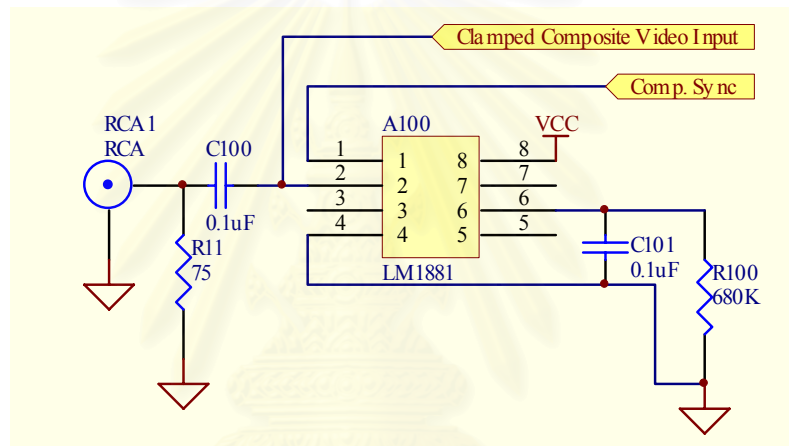 Clamped Composite Video Input
Comp. Sync
RCA1
RCA
C100
0.1uF
R11
75
A100
VCC
1 1 8 8
2 2 7 7
3 3 6 6
4 4 5 5
LM1881
C101
0.1uF
R100
680K